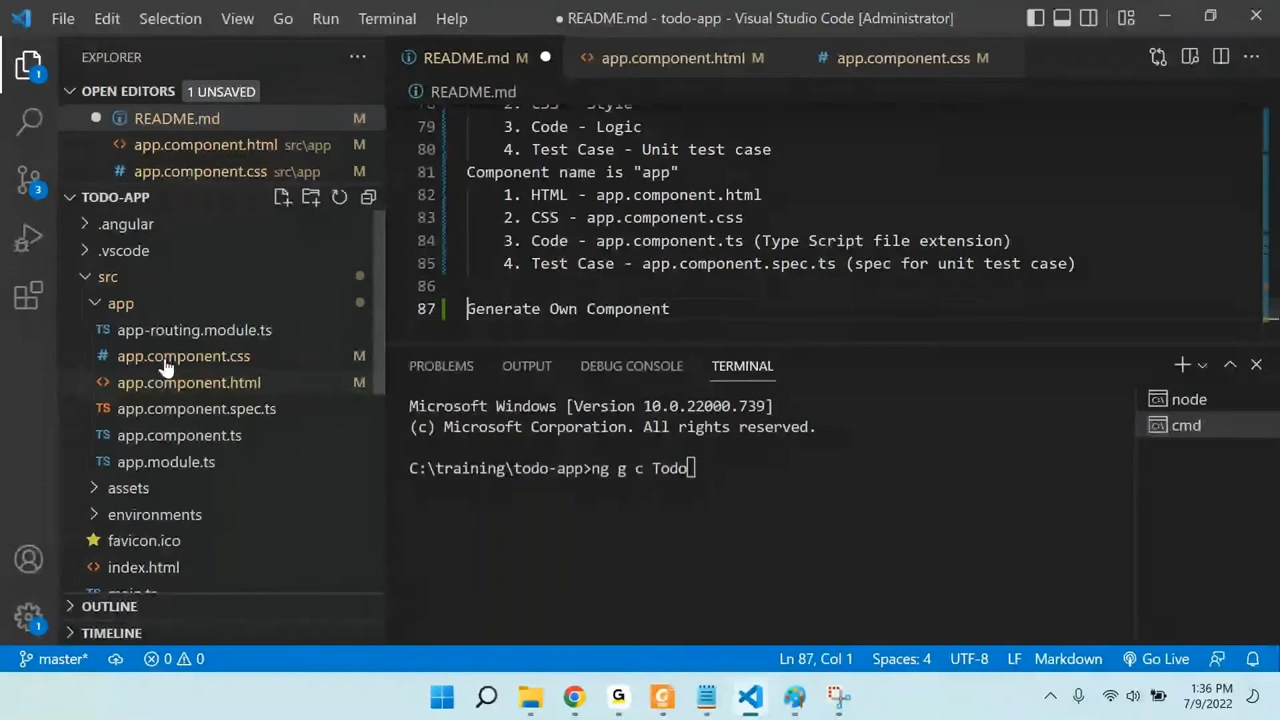 File Edit Selection View Go Run Terminal Help ● README.md - todo-app - Visual Studio Code [Administrator]
EXPLORER
OPEN EDITORS 1 UNSAVED
README.md M
app.component.html src\app M
app.component.css src\app M
TODO-APP
.angular
.vscode
src
app
app-routing.module.ts
app.component.css M
app.component.html M
app.component.spec.ts
app.component.ts
app.module.ts
assets
environments
favicon.ico
index.html
main.ts
OUTLINE
TIMELINE
README.md M app.component.html M app.component.css M
README.md
78 2. CSS - Style
79 3. Code - Logic
80 4. Test Case - Unit test case
81 Component name is "app"
82 1. HTML - app.component.html
83 2. CSS - app.component.css
84 3. Code - app.component.ts (Type Script file extension)
85 4. Test Case - app.component.spec.ts (spec for unit test case)
86
87 Generate Own Component
PROBLEMS OUTPUT DEBUG CONSOLE TERMINAL
Microsoft Windows [Version 10.0.22000.739]
(c) Microsoft Corporation. All rights reserved.
C:\training\todo-app>ng g c Todo
node
cmd
1
3
1
master* 0 0 Ln 87, Col 1 Spaces: 4 UTF-8 LF Markdown Go Live
G
1:36 PM
7/9/2022